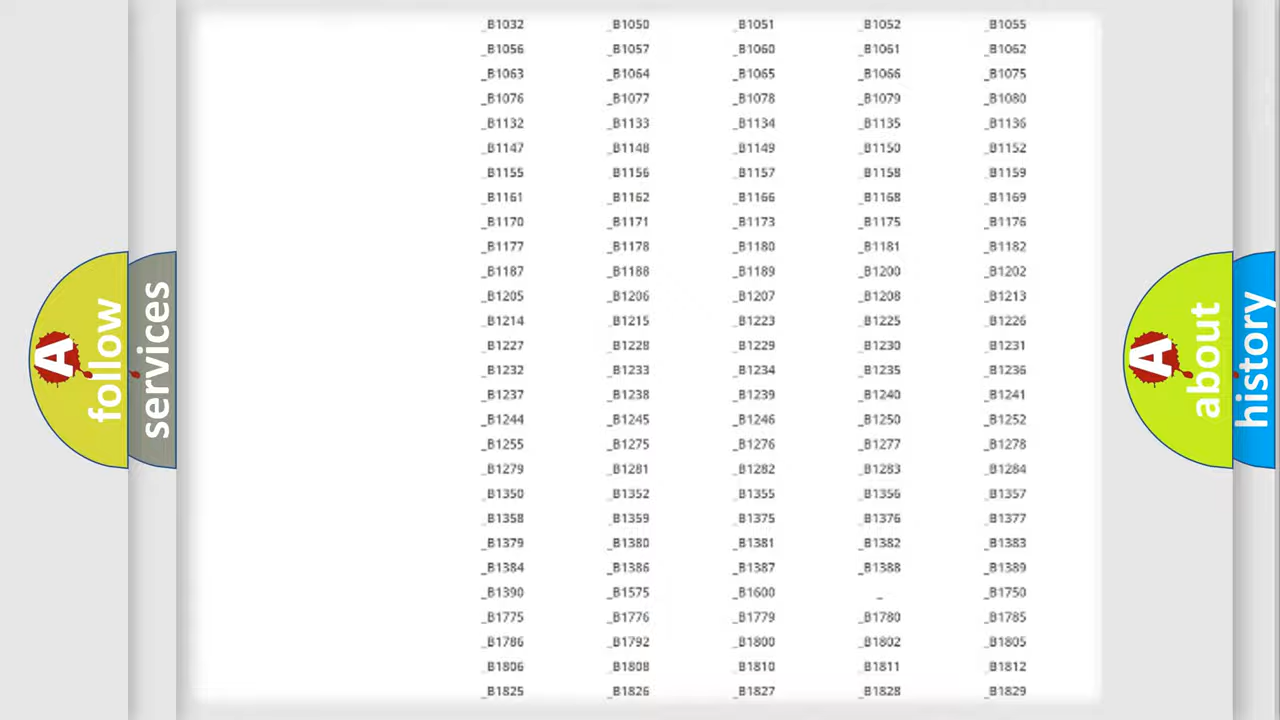 _B1032 _B1050 _B1051 _B1052 _B1055
_B1056 _B1057 _B1060 _B1061 _B1062
_B1063 _B1064 _B1065 _B1066 _B1075
_B1076 _B1077 _B1078 _B1079 _B1080
_B1132 _B1133 _B1134 _B1135 _B1136
_B1147 _B1148 _B1149 _B1150 _B1152
_B1155 _B1156 _B1157 _B1158 _B1159
_B1161 _B1162 _B1166 _B1168 _B1169
_B1170 _B1171 _B1173 _B1175 _B1176
_B1177 _B1178 _B1180 _B1181 _B1182
_B1187 _B1188 _B1189 _B1200 _B1202
_B1205 _B1206 _B1207 _B1208 _B1213
_B1214 _B1215 _B1223 _B1225 _B1226
_B1227 _B1228 _B1229 _B1230 _B1231
_B1232 _B1233 _B1234 _B1235 _B1236
_B1237 _B1238 _B1239 _B1240 _B1241
_B1244 _B1245 _B1246 _B1250 _B1252
_B1255 _B1275 _B1276 _B1277 _B1278
_B1279 _B1281 _B1282 _B1283 _B1284
_B1350 _B1352 _B1355 _B1356 _B1357
_B1358 _B1359 _B1375 _B1376 _B1377
_B1379 _B1380 _B1381 _B1382 _B1383
_B1384 _B1386 _B1387 _B1388 _B1389
_B1390 _B1575 _B1600 _ _B1750
_B1775 _B1776 _B1779 _B1780 _B1785
_B1786 _B1792 _B1800 _B1802 _B1805
_B1806 _B1808 _B1810 _B1811 _B1812
_B1825 _B1826 _B1827 _B1828 _B1829
A
follow
services
A
about
history